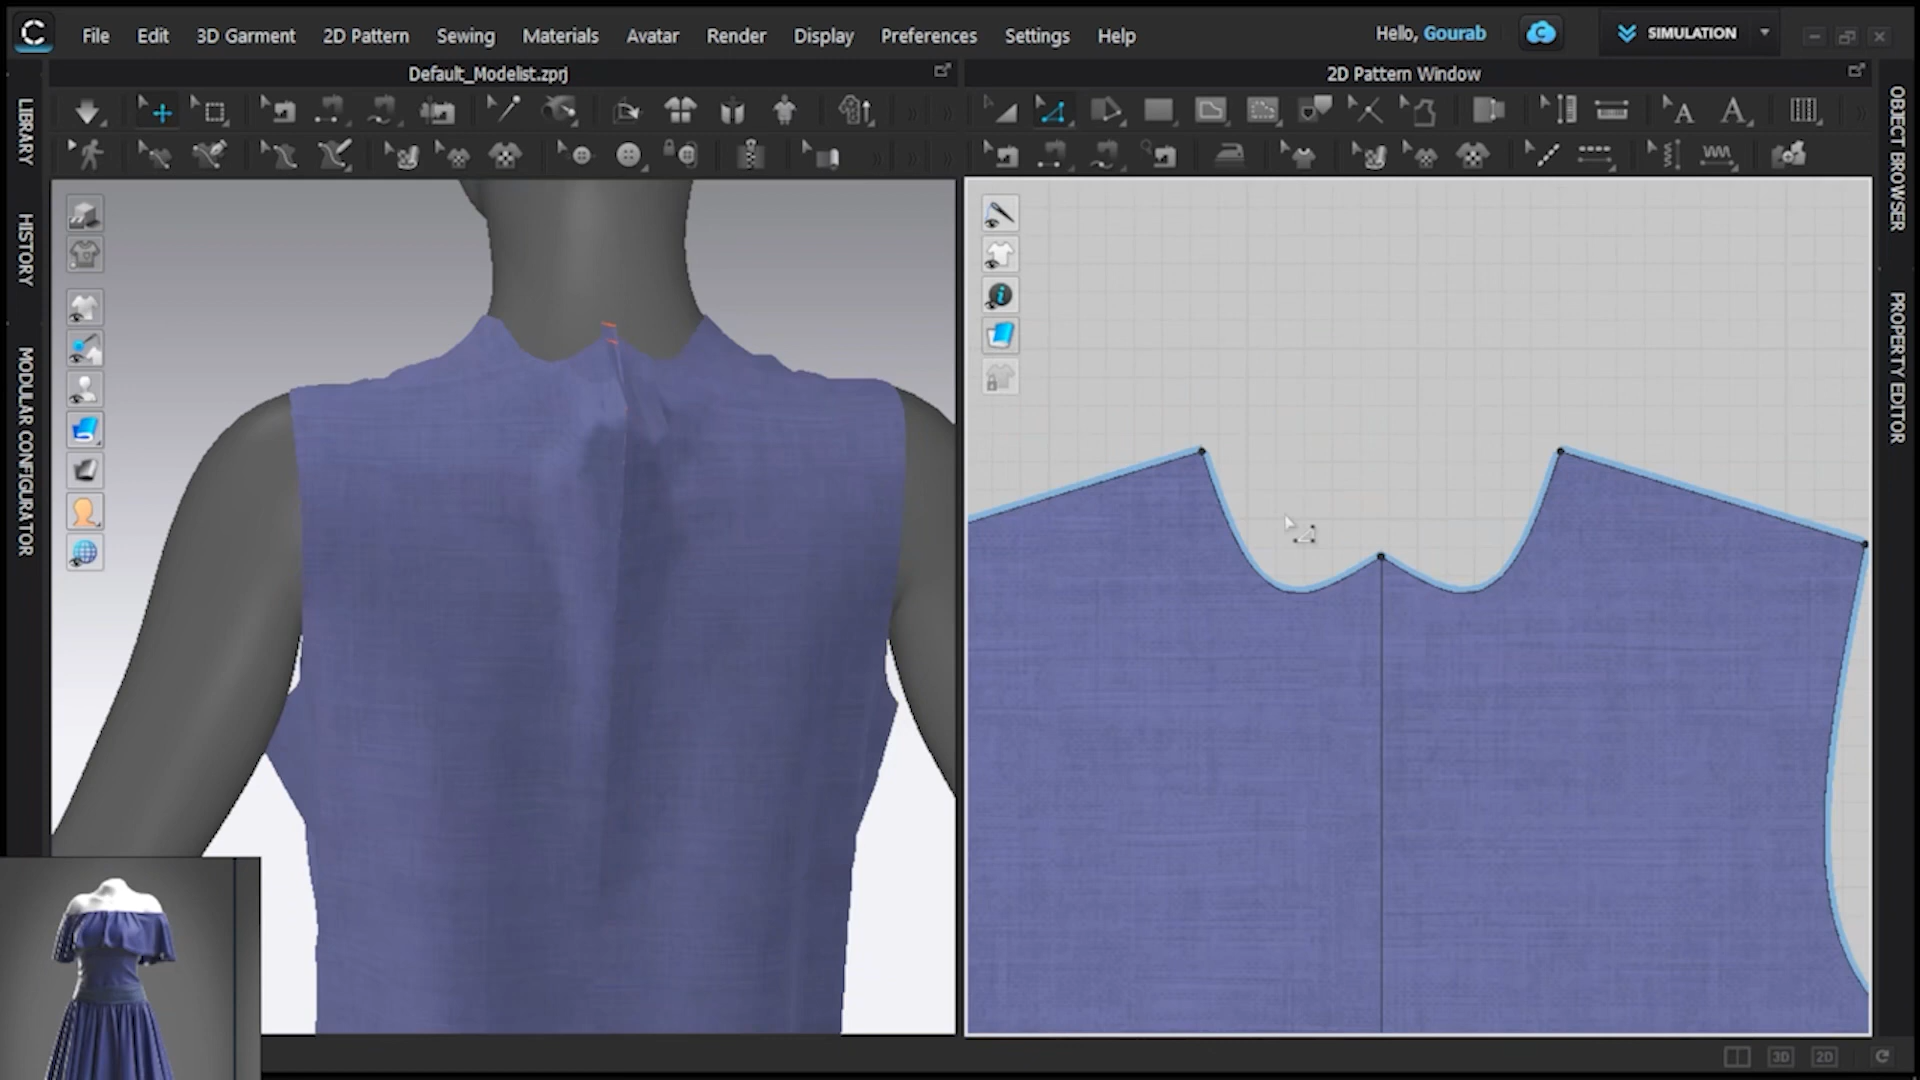 File Edit 3D Garment 2D Pattern Sewing Materials Avatar Render Display Preferences Settings Help
Hello, Gourab
SIMULATION
Default_Modelist.zprj
2D Pattern Window
LIBRARY
HISTORY
MODULAR CONFIGURATOR
OBJECT BROWSER
PROPERTY EDITOR
3D
2D